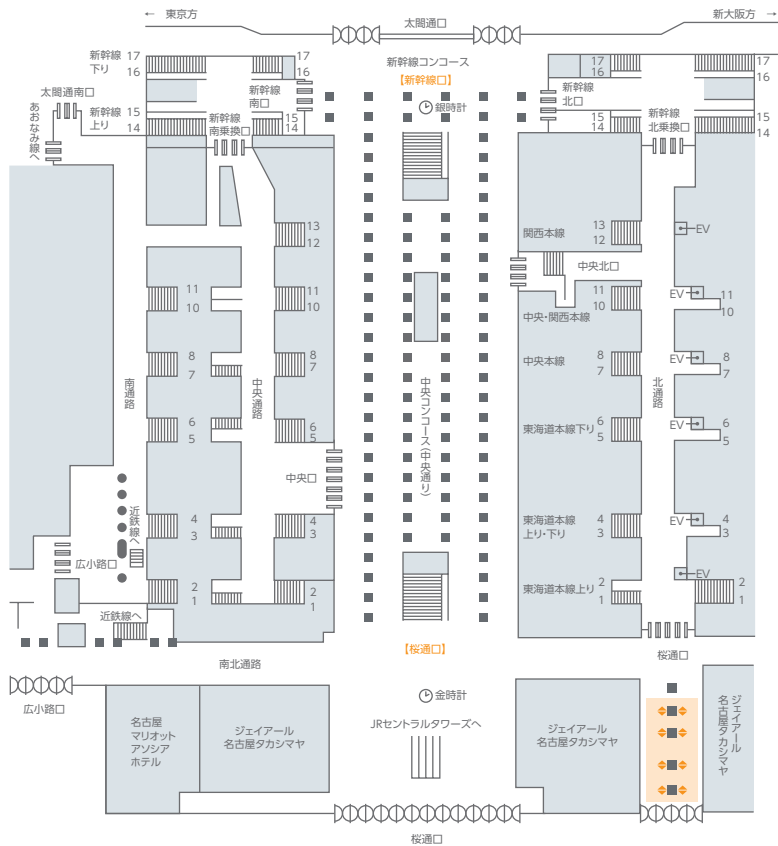 ← 東京方
太閤通口
新大阪方 →
新幹線
下り
17
16
17
16
新幹線コンコース
【新幹線口】
17
16
17
16
太閤通南口
新幹線
南口
新幹線
北口
あおなみ線へ
新幹線
上り
15
14
新幹線
南乗換口
15
14
銀時計
15
14
新幹線
北乗換口
15
14
13
12
関西本線
13
12
EV
中央北口
11
10
11
10
11
10
中央・関西本線
EV
11
10
8
7
8
7
中央本線
8
7
EV
8
7
南通路
中央通路
中央コンコース(中央通り)
北通路
6
5
6
5
東海道本線下り
6
5
EV
6
5
中央口
近鉄線へ
4
3
4
3
東海道本線
上り・下り
4
3
EV
4
3
広小路口
2
1
2
1
東海道本線上り
2
1
EV
2
1
近鉄線へ
【桜通口】
桜通口
南北通路
広小路口
金時計
名古屋
マリオット
アソシア
ホテル
ジェイアール
名古屋タカシマヤ
JRセントラルタワーズへ
ジェイアール
名古屋タカシマヤ
ジェイアール
名古屋タカシマヤ
桜通口